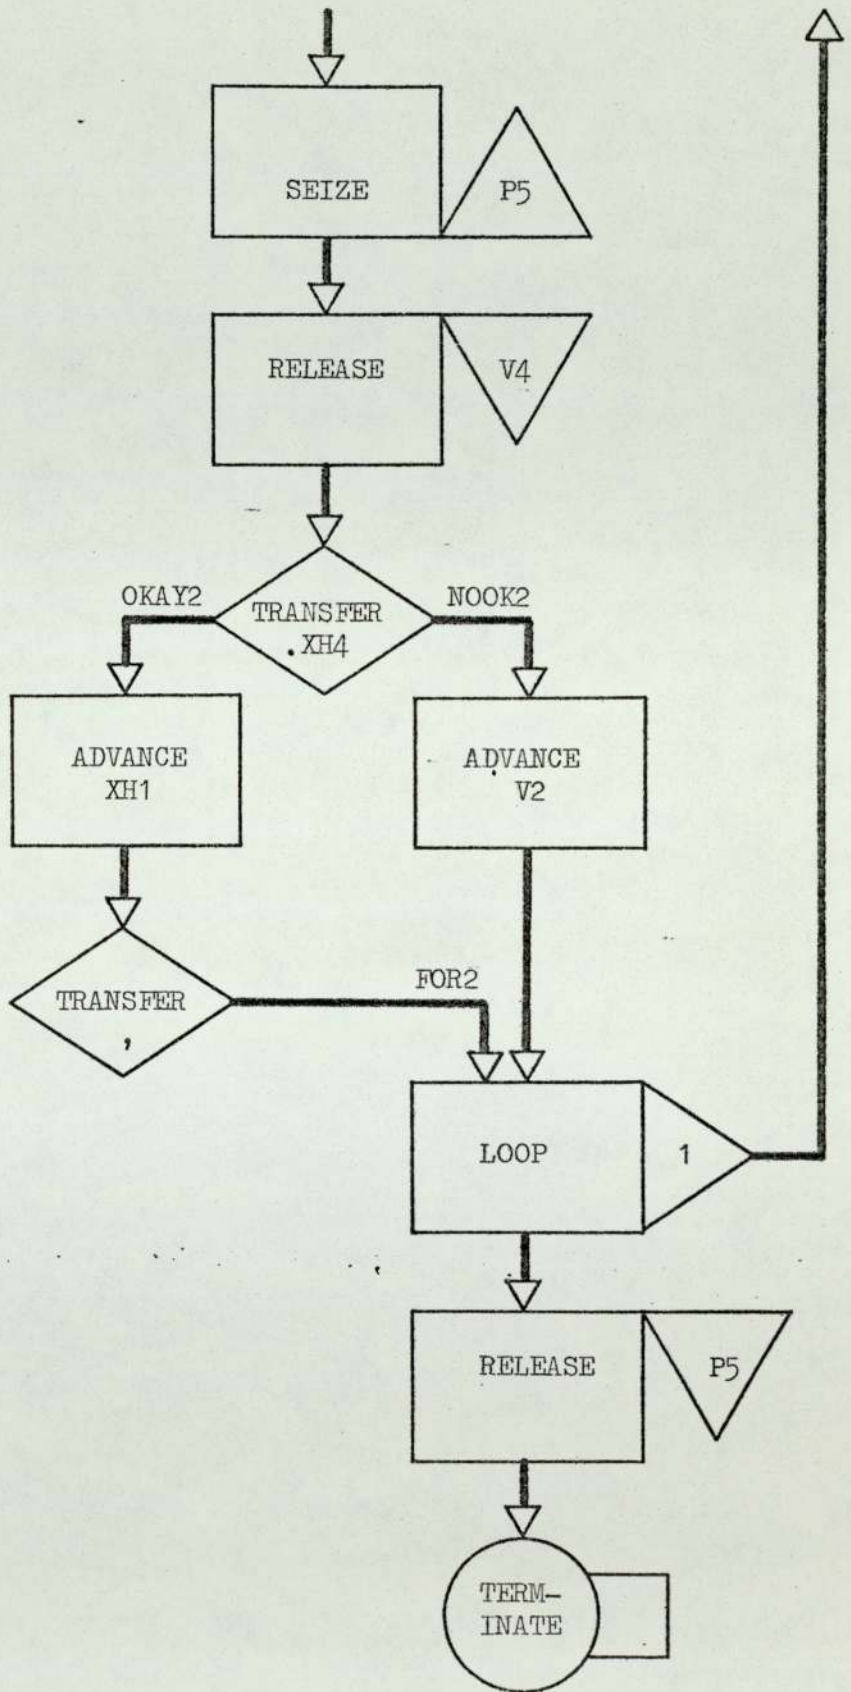 SEIZE
P5
RELEASE
V4
OKAY2
NOOK2
TRANSFER
.XH4
ADVANCE
XH1
ADVANCE
V2
FOR2
TRANSFER
,
LOOP
1
RELEASE
P5
TERM-
INATE